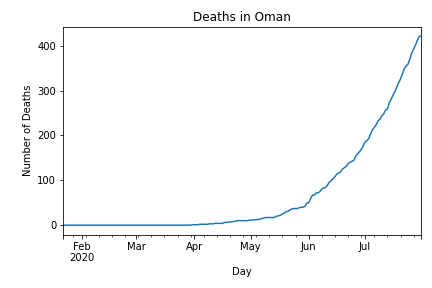 Deaths in Oman
Number of Deaths
400
300
200
100
0
Feb
2020
Mar
Apr
May
Jun
Jul
Day